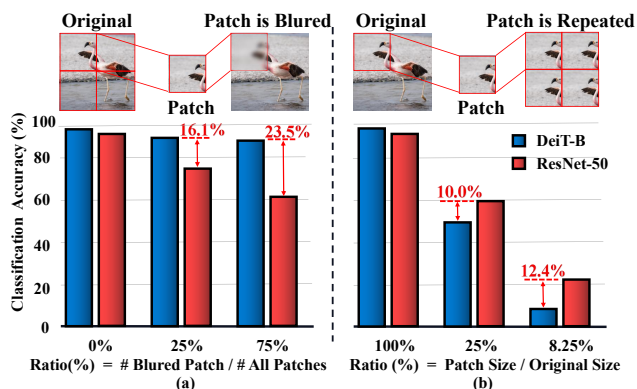 Original
Patch is Blured
Patch
Classification Accuracy (%)
100
80
60
40
20
0
16.1%
23.5%
0%
25%
75%
Ratio(%) = # Blured Patch / # All Patches
(a)
Original
Patch is Repeated
Patch
DeiT-B
ResNet-50
10.0%
12.4%
100%
25%
8.25%
Ratio (%) = Patch Size / Original Size
(b)